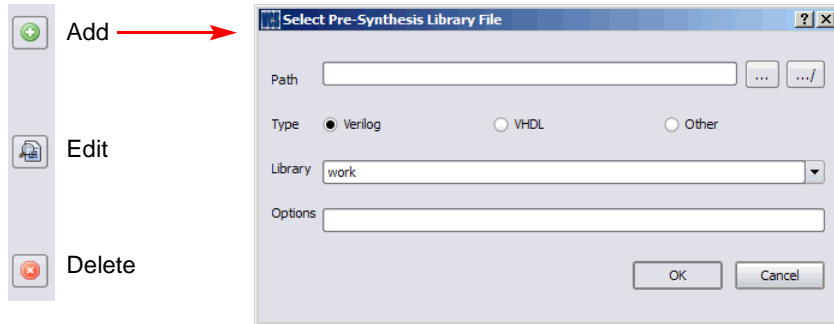 Add
Edit
Delete
Select Pre-Synthesis Library File
Path
... .../
Type Verilog VHDL Other
Library work
Options
OK Cancel